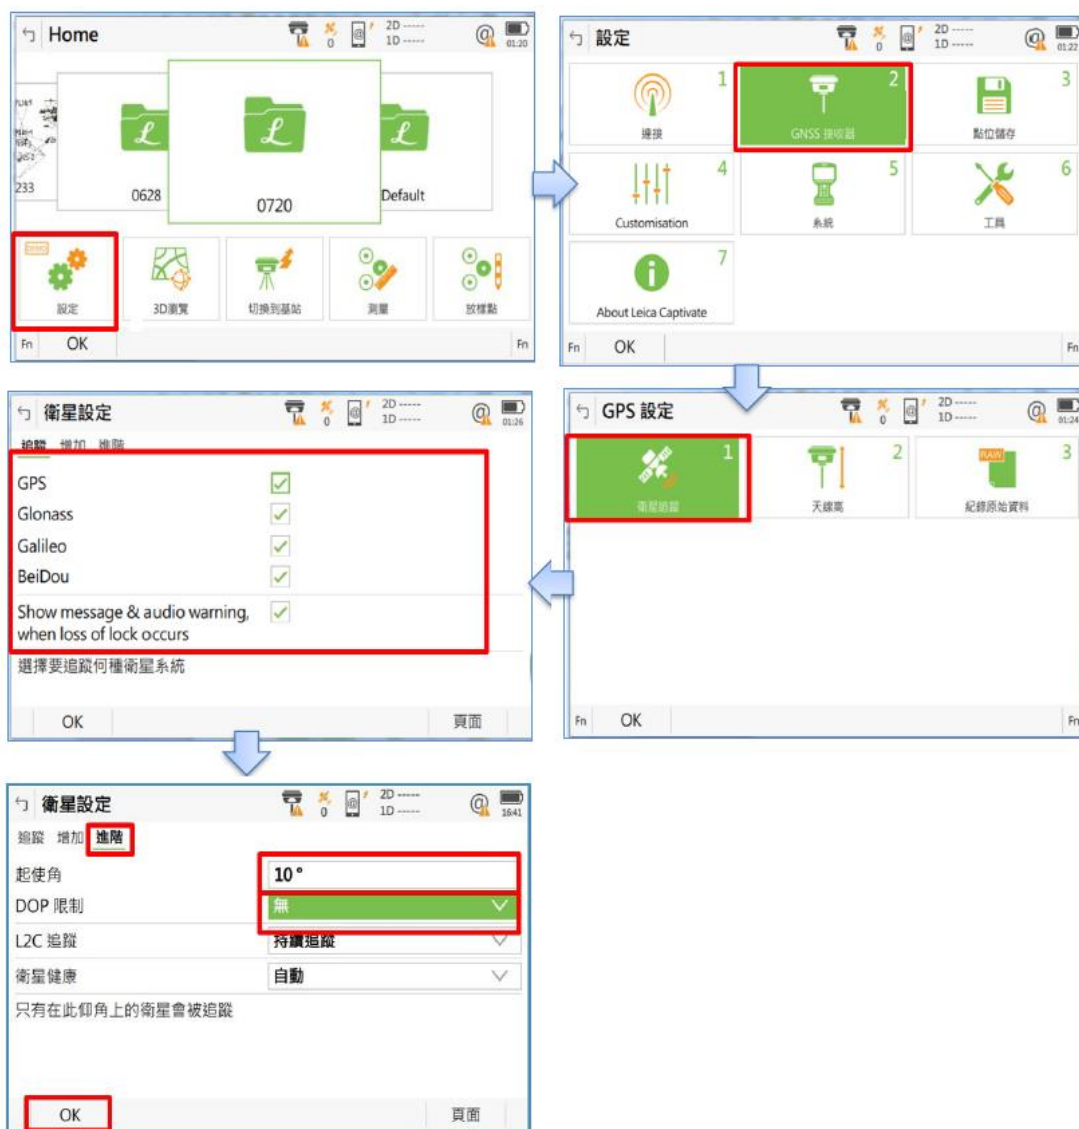 Home
0
2D -----
1D -----
01:20
233
0628
0720
Default
設定
3D瀏覽
切換到基站
測量
放樣點
Fn
OK
Fn
設定
0
2D -----
1D -----
01:22
1
連接
2
GNSS 接收器
3
點位儲存
4
Customisation
5
系統
6
工具
7
About Leica Captivate
Fn
OK
Fn
GPS 設定
0
2D -----
1D -----
01:24
1
衛星追蹤
2
天線高
RAW
3
紀錄原始資料
Fn
OK
Fn
衛星設定
0
2D -----
1D -----
01:26
追蹤 增加 進階
GPS
Glonass
Galileo
BeiDou
Show message & audio warning,
when loss of lock occurs
選擇要追蹤何種衛星系統
OK
頁面
衛星設定
0
2D -----
1D -----
16:41
追蹤 增加 進階
起使角
10 °
DOP 限制
無
L2C 追蹤
持續追蹤
衛星健康
自動
只有在此仰角上的衛星會被追蹤
OK
頁面